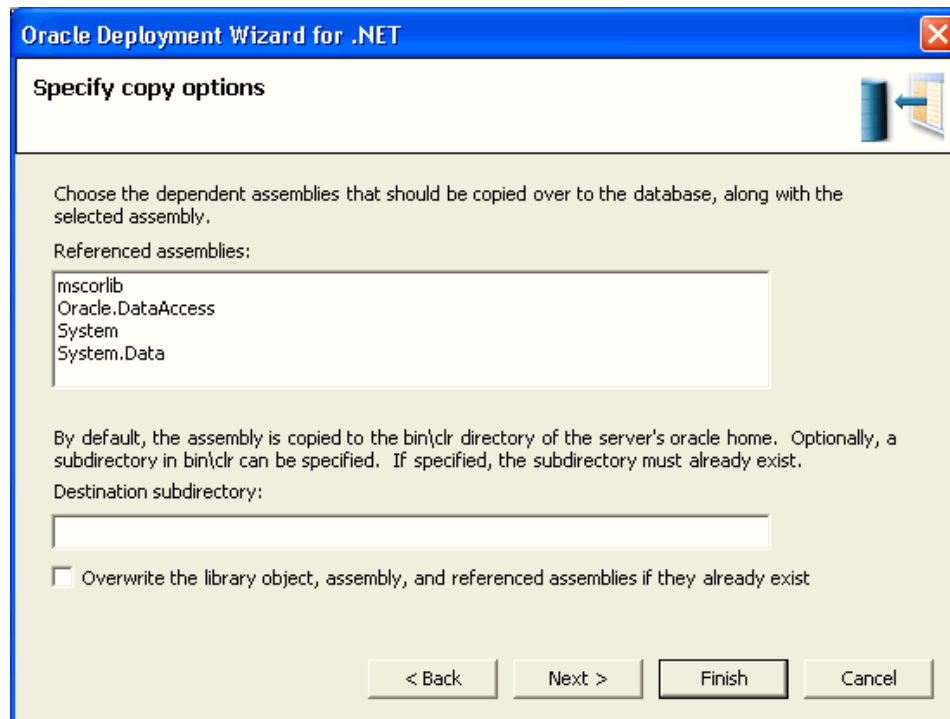 Oracle Deployment Wizard for .NET
Specify copy options
Choose the dependent assemblies that should be copied over to the database, along with the
selected assembly.
Referenced assemblies:
mscorlib
Oracle.DataAccess
System
System.Data
By default, the assembly is copied to the bin\clr directory of the server's oracle home.  Optionally, a
subdirectory in bin\clr can be specified.  If specified, the subdirectory must already exist.
Destination subdirectory:
Overwrite the library object, assembly, and referenced assemblies if they already exist
< Back
Next >
Finish
Cancel